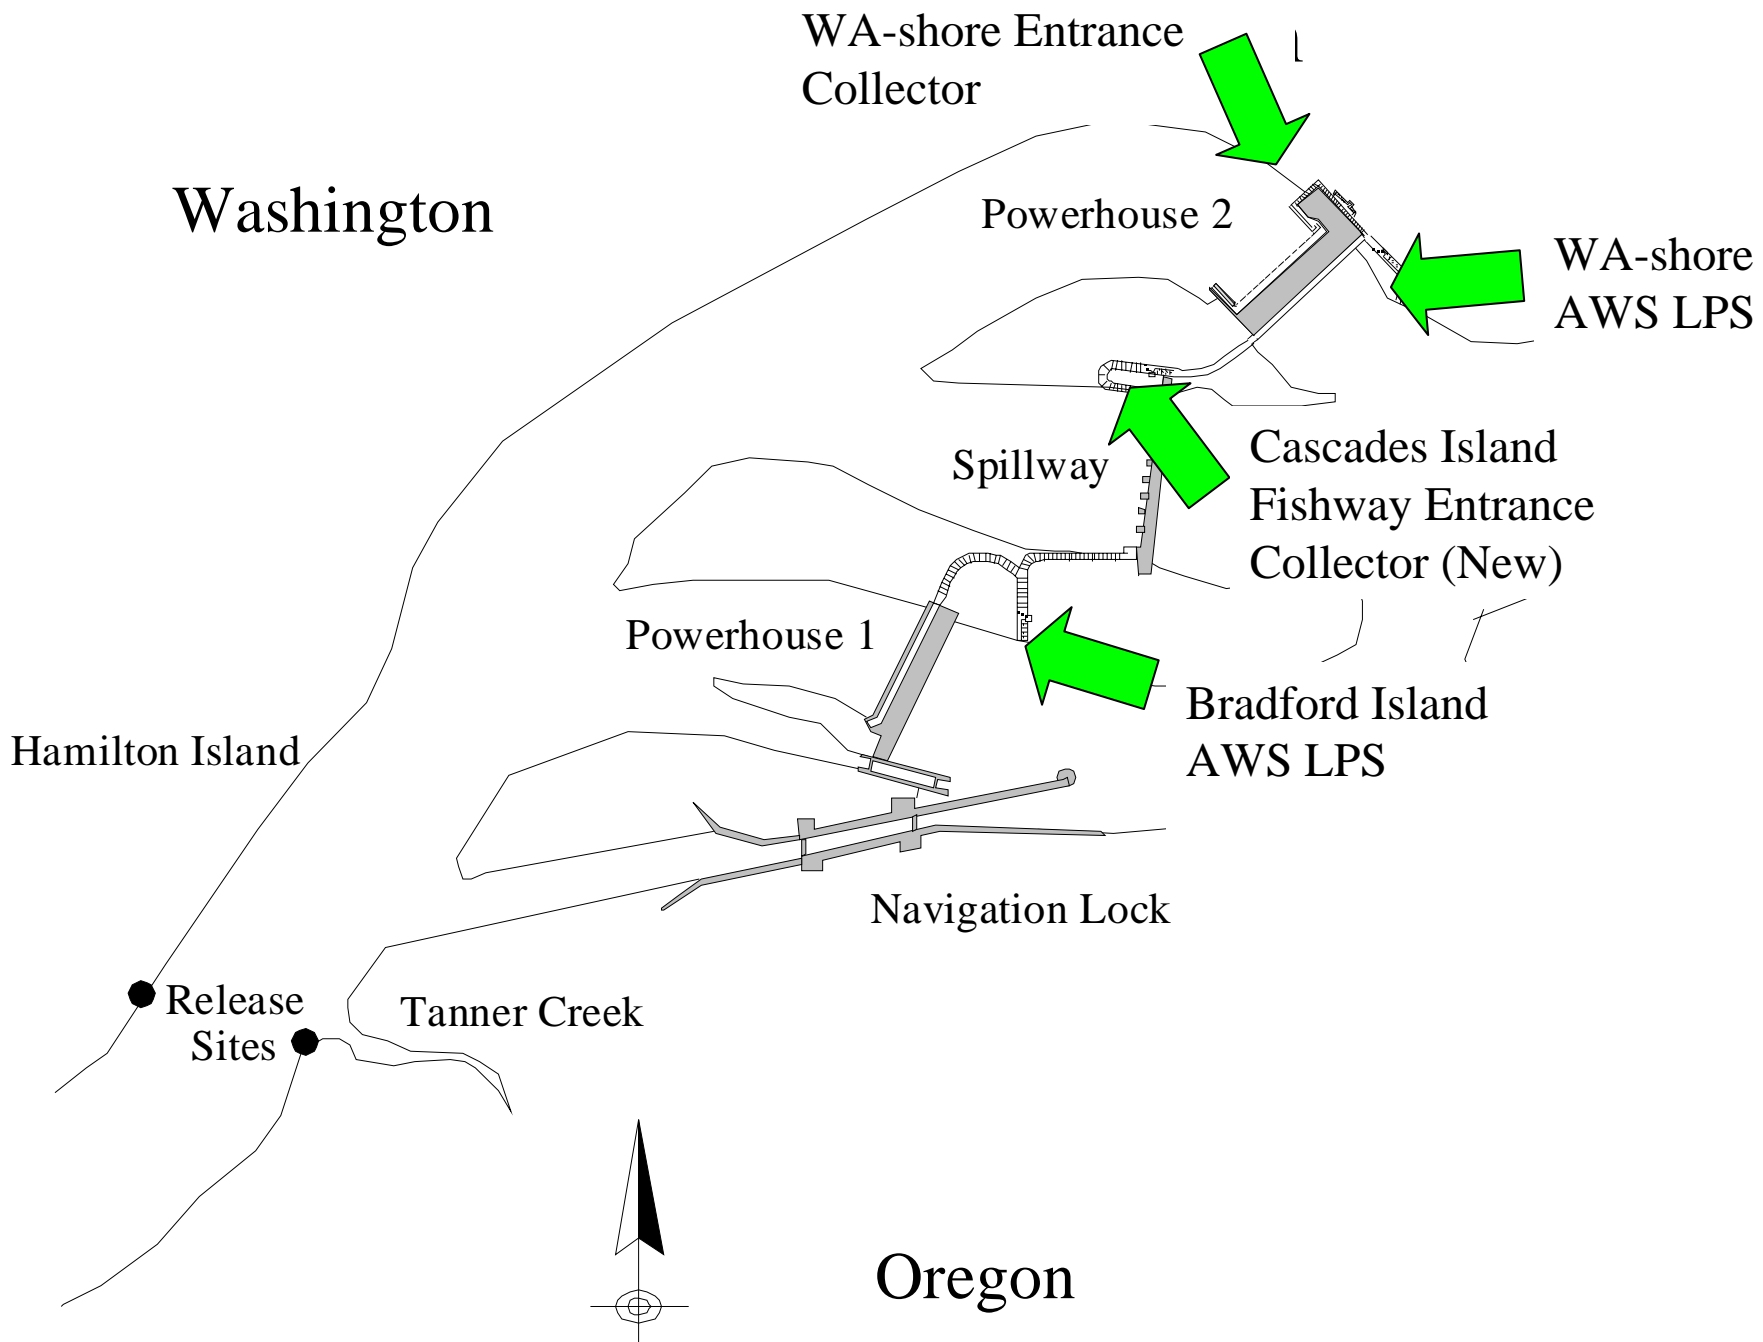 WA-shore Entrance
Collector
Washington
Powerhouse 2
WA-shore
AWS LPS
Cascades Island
Fishway Entrance
Collector (New)
Spillway
Powerhouse 1
Bradford Island
AWS LPS
Hamilton Island
Navigation Lock
Release
Sites
Tanner Creek
Oregon